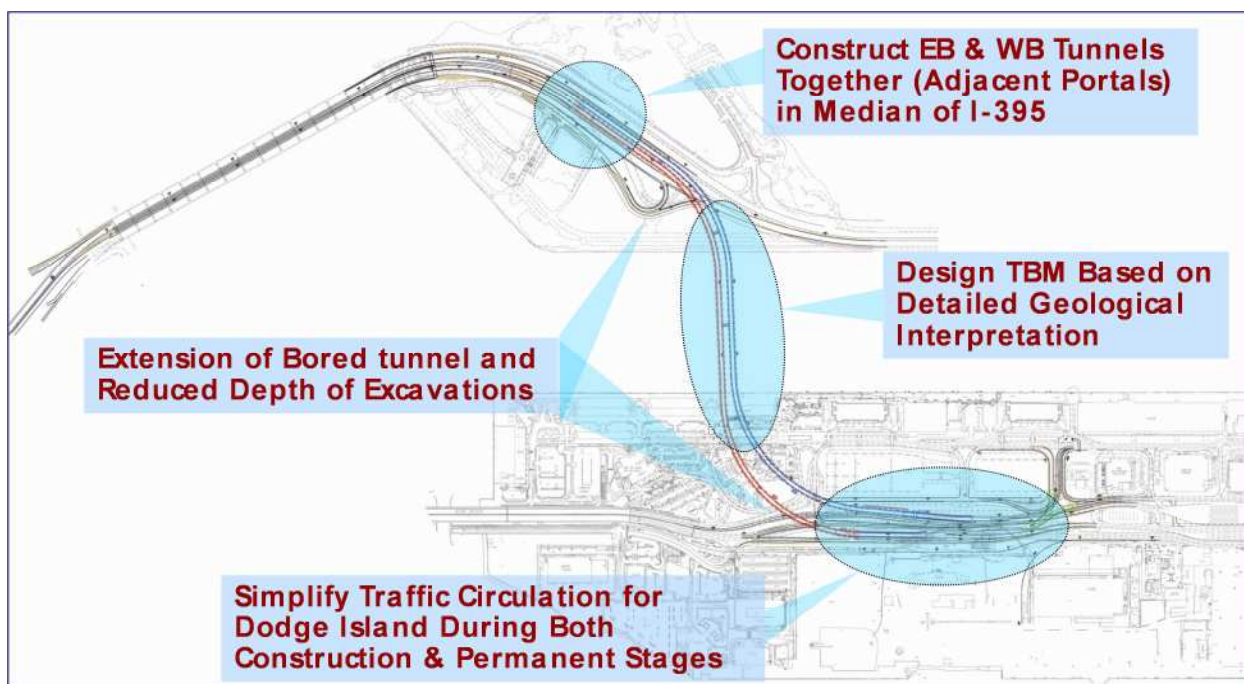 Construct EB & WB Tunnels
Together (Adjacent Portals)
in Median of I-395
Design TBM Based on
Detailed Geological
Interpretation
Extension of Bored tunnel and
Reduced Depth of Excavations
Simplify Traffic Circulation for
Dodge Island During Both
Construction & Permanent Stages